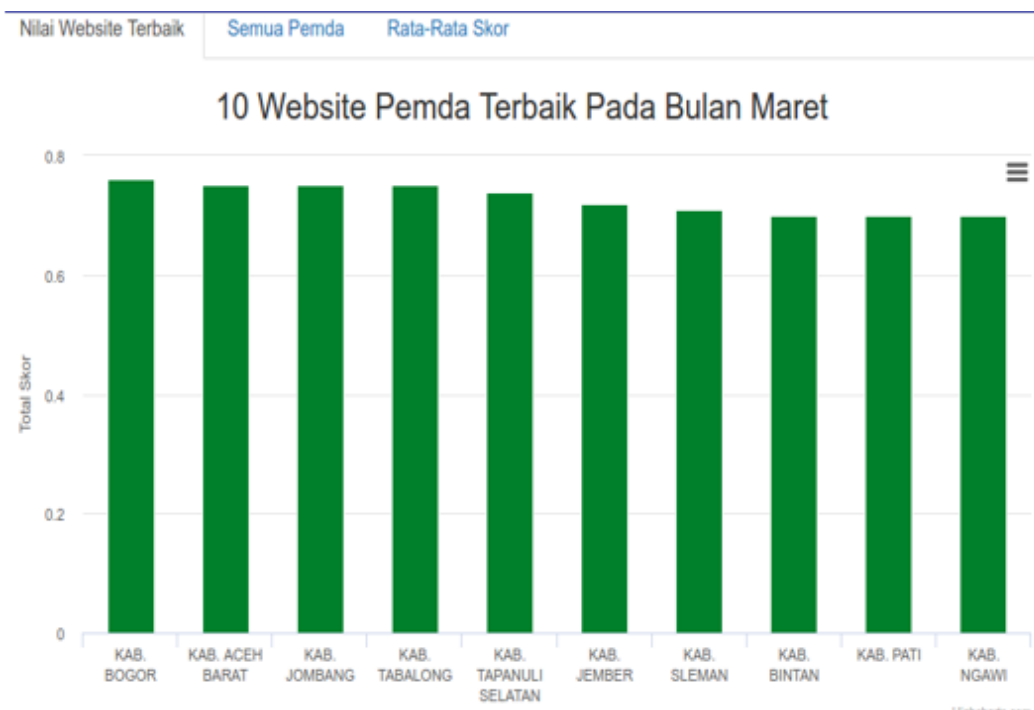 Nilai Website Terbaik
Semua Pemda
Rata-Rata Skor
10 Website Pemda Terbaik Pada Bulan Maret
0.8
0.6
0.4
0.2
0
Total Skor
KAB. BOGOR
KAB. ACEH BARAT
KAB. JOMBANG
KAB. TABALONG
KAB. TAPANULI SELATAN
KAB. JEMBER
KAB. SLEMAN
KAB. BINTAN
KAB. PATI
KAB. NGAWI